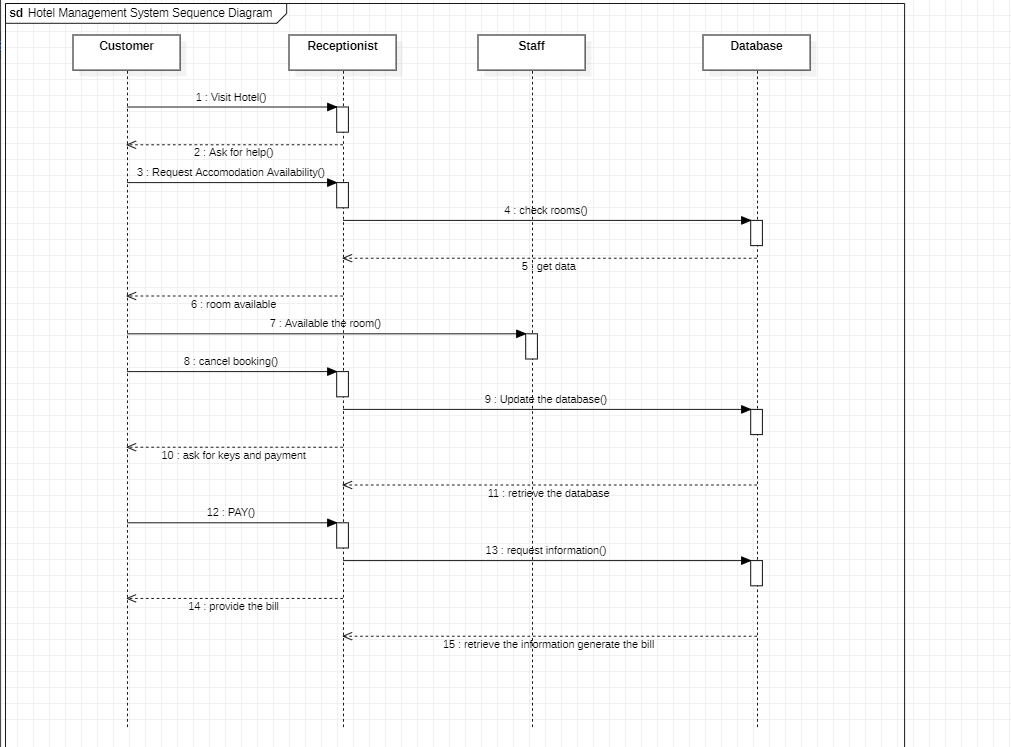 sd Hotel Management System Sequence Diagram
Customer
Receptionist
Staff
Database
1 : Visit Hotel()
2 : Ask for help()
3 : Request Accomodation Availability()
4 : check rooms()
5 : get data
6 : room available
7 : Available the room()
8 : cancel booking()
9 : Update the database()
10 : ask for keys and payment
11 : retrieve the database
12 : PAY()
13 : request information()
14 : provide the bill
15 : retrieve the information generate the bill